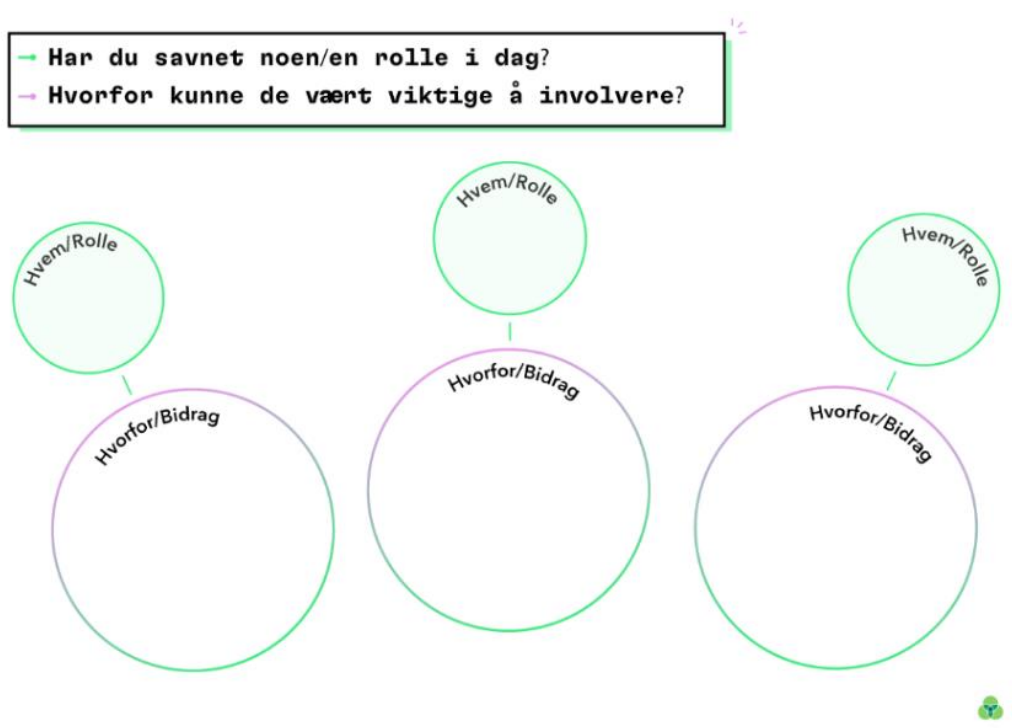 Har du savnet noen/en rolle i dag?
Hvorfor kunne de vært viktige å involvere?
Hvem/Rolle
Hvorfor/Bidrag
Hvem/Rolle
Hvorfor/Bidrag
Hvem/Rolle
Hvorfor/Bidrag